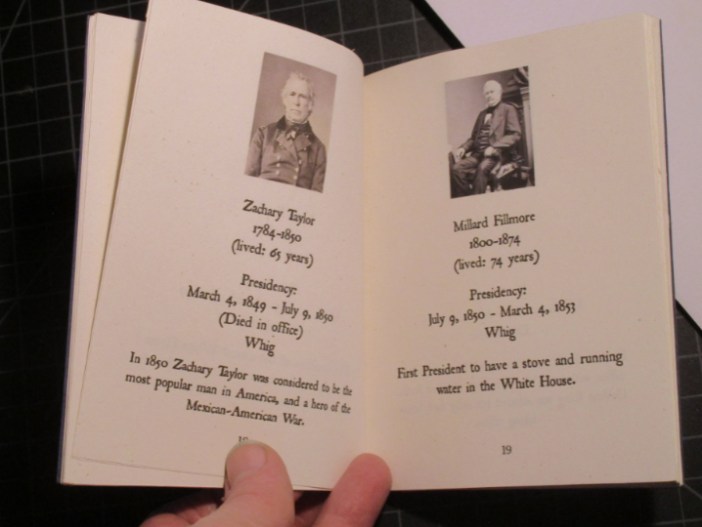 Zachary Taylor
1784-1850
(lived: 65 years)
Presidency:
March 4, 1849 - July 9, 1850
(Died in office)
Whig
In 1850 Zachary Taylor was considered to be the
most popular man in America, and a hero of the
Mexican-American War.
Millard Fillmore
1800-1874
(lived: 74 years)
Presidency:
July 9, 1850 - March 4, 1853
Whig
First President to have a stove and running
water in the White House.
19